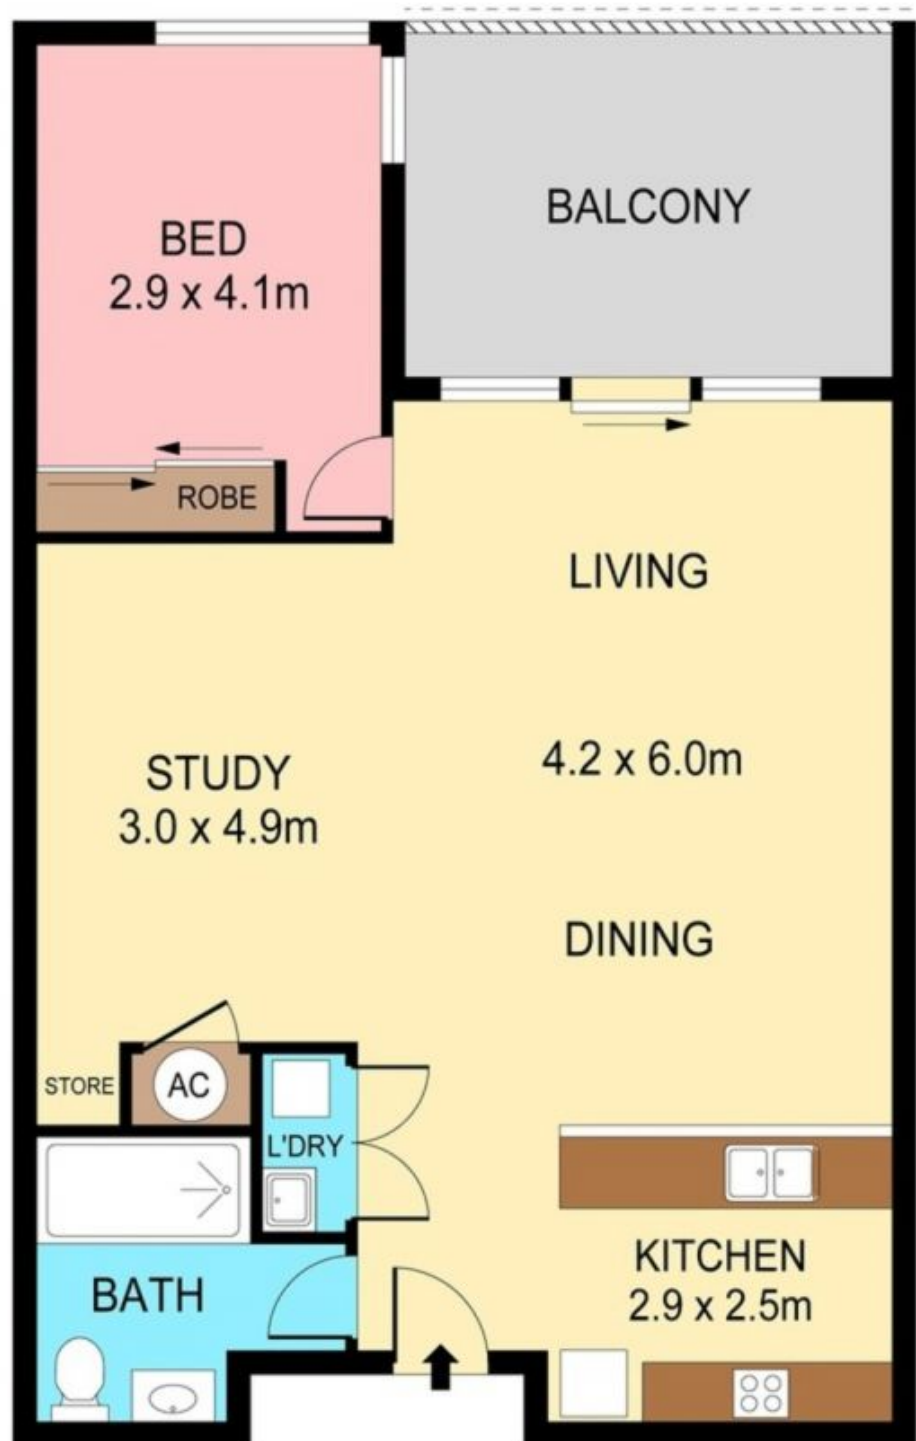 BALCONY
BED
2.9 x 4.1m
ROBE
LIVING
STUDY
3.0 x 4.9m
4.2 x 6.0m
DINING
STORE
AC
L'DRY
BATH
KITCHEN
2.9 x 2.5m